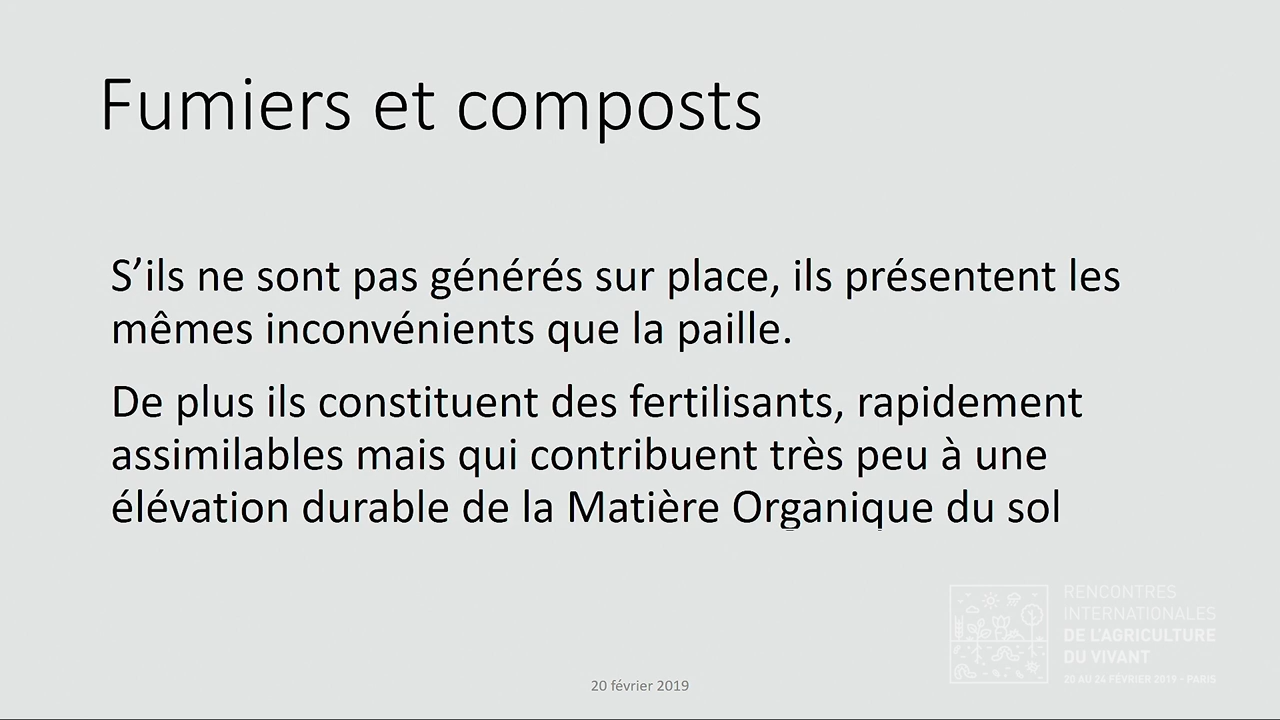 Fumiers et composts
S’ils ne sont pas générés sur place, ils présentent les
mêmes inconvénients que la paille.
De plus ils constituent des fertilisants, rapidement
assimilables mais qui contribuent très peu à une
élévation durable de la Matière Organique du sol
RENCONTRES
INTERNATIONALES
DE L'AGRICULTURE
DU VIVANT
20 AU 24 FÉVRIER 2019 - PARIS
20 février 2019